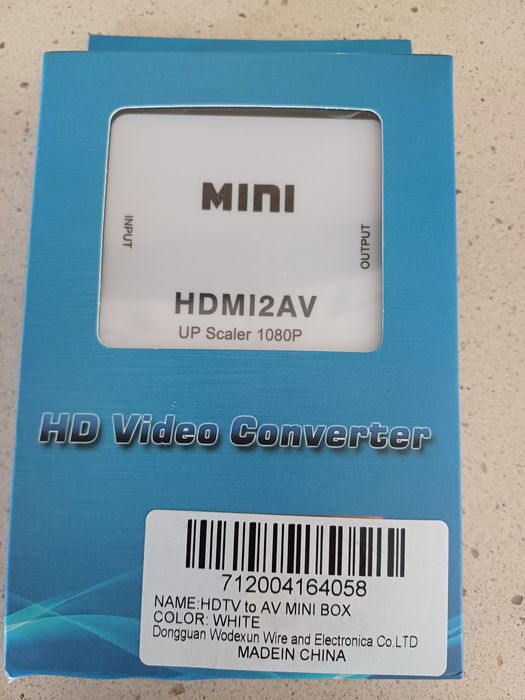 MINI
INPUT
OUTPUT
HDMI2AV
UP Scaler 1080P
HD Video Converter
712004164058
NAME:HDTV to AV MINI BOX
COLOR: WHITE
Dongguan Wodexun Wire and Electronica Co.LTD
MADEIN CHINA